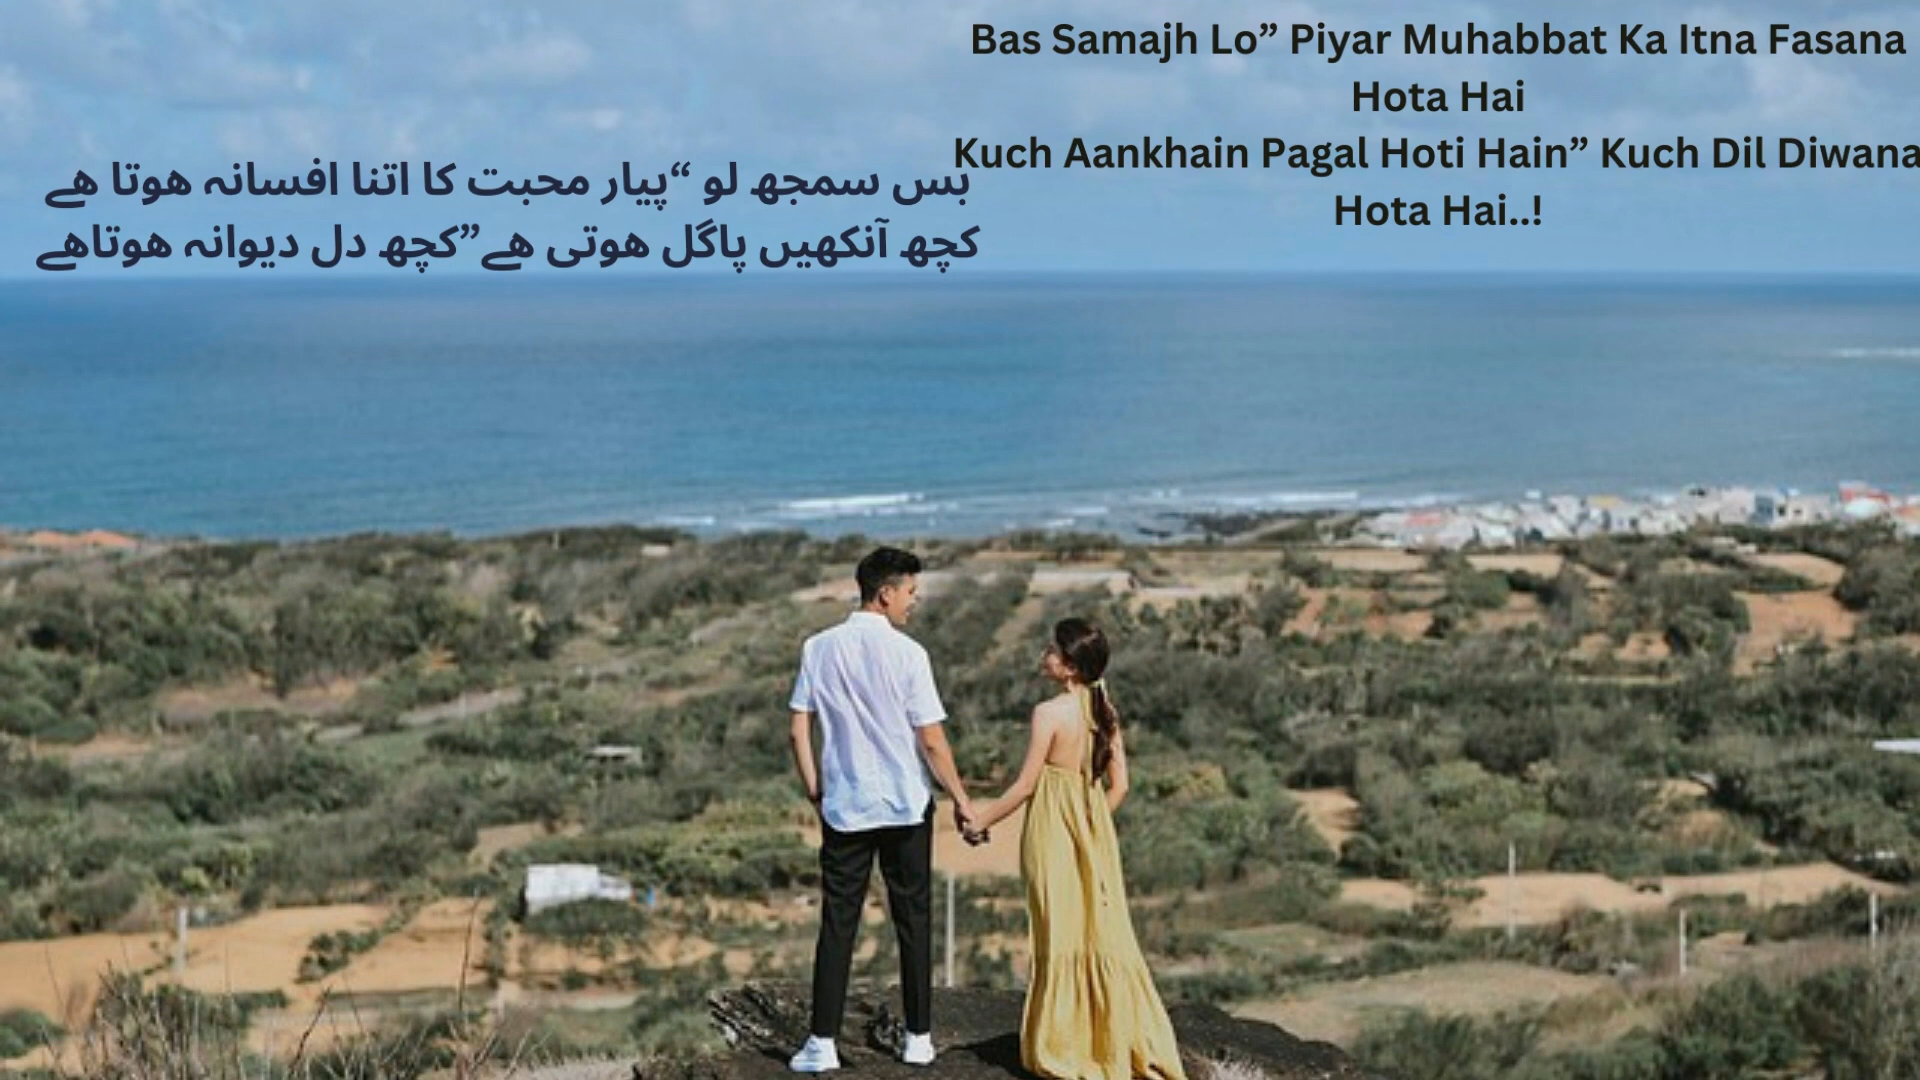 Bas Samajh Lo” Piyar Muhabbat Ka Itna Fasana
Hota Hai
Kuch Aankhain Pagal Hoti Hain” Kuch Dil Diwana
Hota Hai..!
بس سمجھ لو “پیار محبت کا اتنا افسانہ ھوتا ھے
کچھ آنکھیں پاگل ھوتی ھے”کچھ دل دیوانہ ھوتاھے